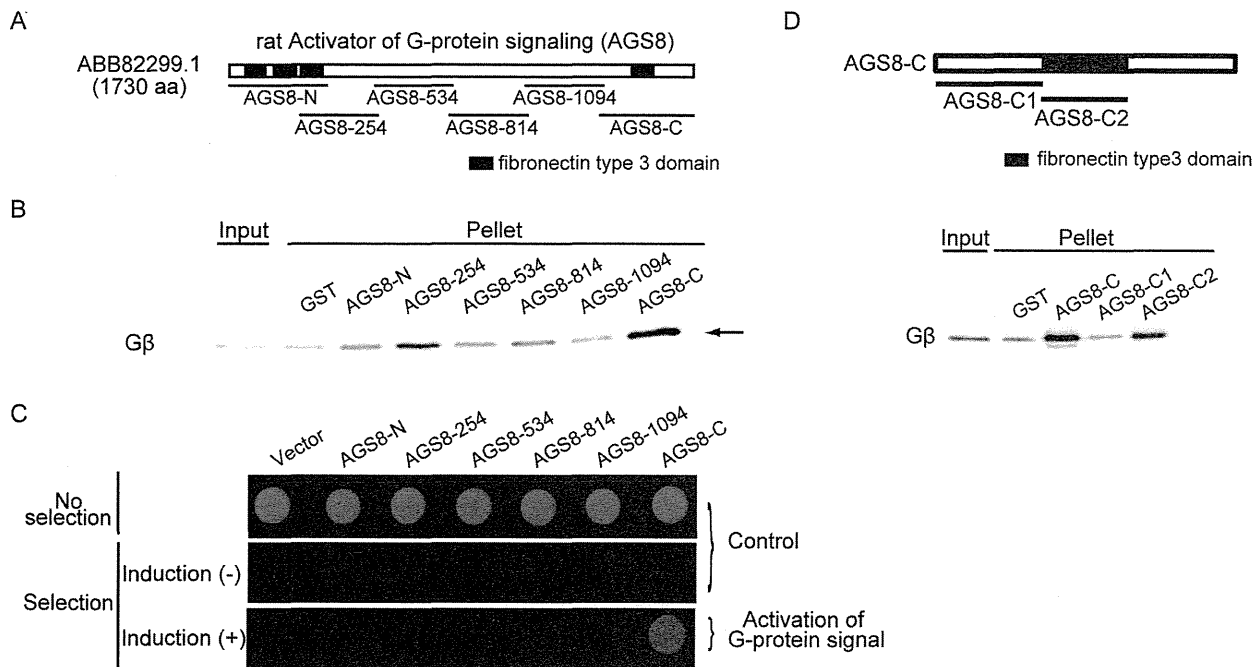 A
rat Activator of G-protein signaling (AGS8)
ABB82299.1
(1730 aa)
AGS8-N
AGS8-534
AGS8-1094
AGS8-254
AGS8-814
AGS8-C
fibronectin type 3 domain
D
AGS8-C
AGS8-C1
AGS8-C2
fibronectin type3 domain
B
Input
Pellet
GST
AGS8-N
AGS8-254
AGS8-534
AGS8-814
AGS8-1094
AGS8-C
Gβ
Input
Pellet
GST
AGS8-C
AGS8-C1
AGS8-C2
Gβ
C
Vector
AGS8-N
AGS8-254
AGS8-534
AGS8-814
AGS8-1094
AGS8-C
No
selection
Control
Selection
Induction (-)
Induction (+)
Activation of
G-protein signal